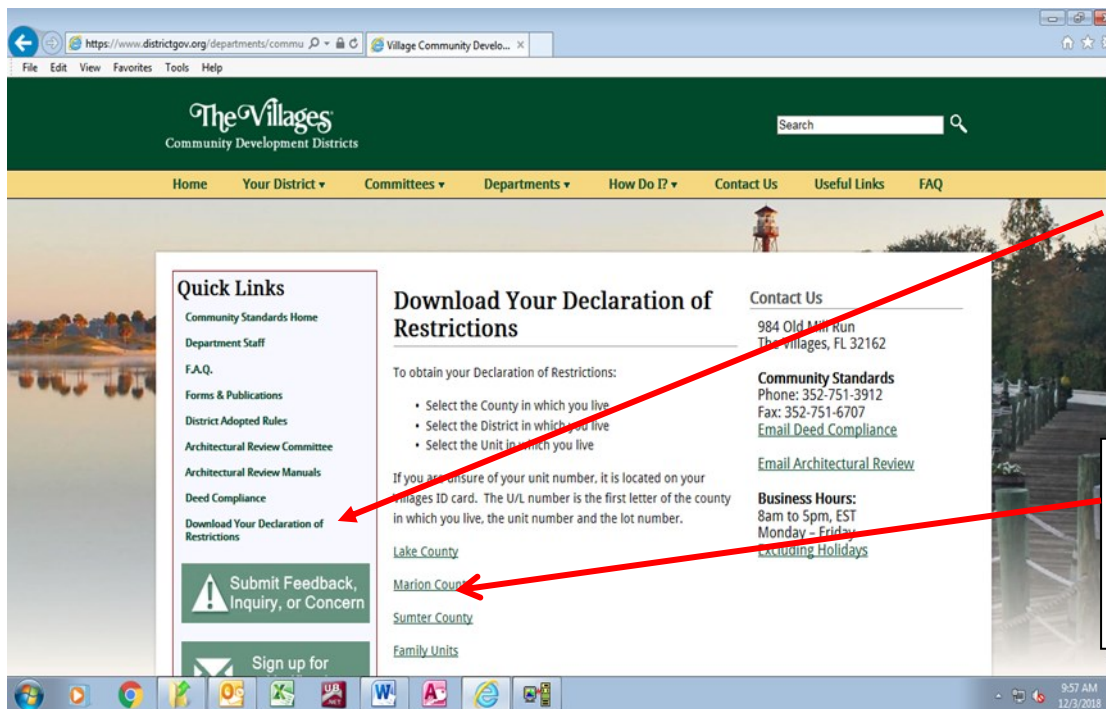 https://www.districtgov.org/departments/commu
Village Community Develo...
File Edit View Favorites Tools Help
The Villages
Community Development Districts
Search
Home Your District Committees Departments How Do I? Contact Us Useful Links FAQ
Quick Links
Community Standards Home
Department Staff
F.A.Q.
Forms & Publications
District Adopted Rules
Architectural Review Committee
Architectural Review Manuals
Deed Compliance
Download Your Declaration of
Restrictions
Submit Feedback,
Inquiry, or Concern
Sign up for
Download Your Declaration of
Restrictions
To obtain your Declaration of Restrictions:
• Select the County in which you live
• Select the District in which you live
• Select the Unit in which you live
If you are unsure of your unit number, it is located on your
Villages ID card. The U/L number is the first letter of the county
in which you live, the unit number and the lot number.
Lake County
Marion County
Sumter County
Family Units
Contact Us
984 Old Mill Run
The Villages, FL 32162
Community Standards
Phone: 352-751-3912
Fax: 352-751-6707
Email Deed Compliance
Email Architectural Review
Business Hours:
8am to 5pm, EST
Monday – Friday
Excluding Holidays
UB
.NET
9:57 AM
12/3/2018